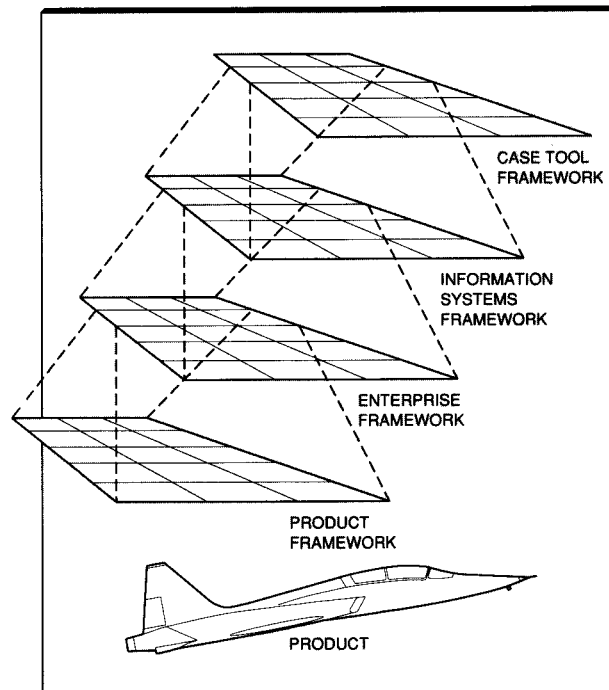 CASE TOOL
FRAMEWORK
INFORMATION
SYSTEMS
FRAMEWORK
ENTERPRISE
FRAMEWORK
PRODUCT
FRAMEWORK
PRODUCT